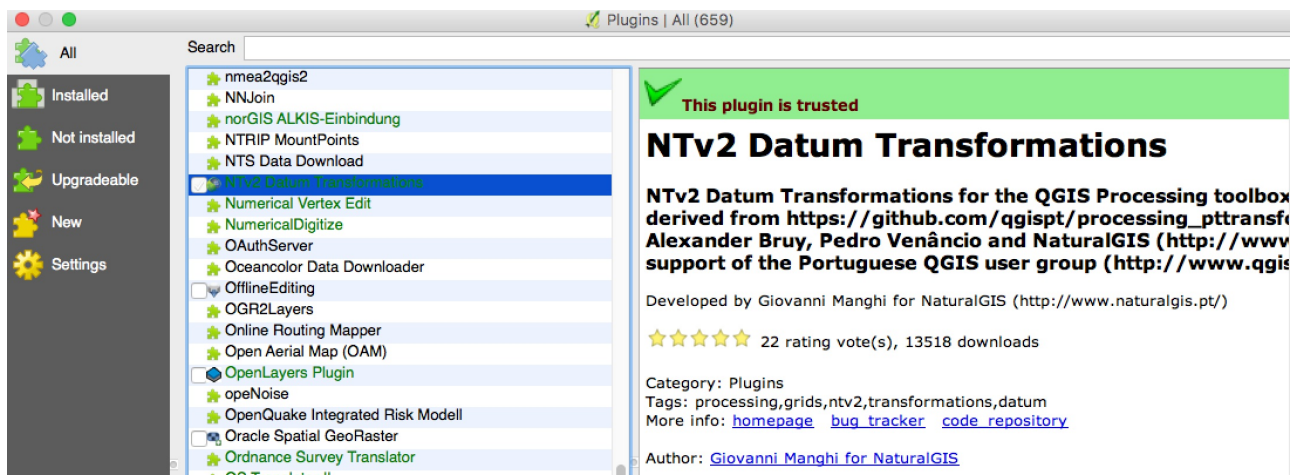 Plugins | All (659)
All
Installed
Not installed
Upgradeable
New
Settings
Search
nmea2qgis2
NNJoin
norGIS ALKIS-Einbindung
NTRIP MountPoints
NTS Data Download
NTv2 Datum Transformations
Numerical Vertex Edit
NumericalDigitize
OAuthServer
Oceancolor Data Downloader
OfflineEditing
OGR2Layers
Online Routing Mapper
Open Aerial Map (OAM)
OpenLayers Plugin
opeNoise
OpenQuake Integrated Risk Modell
Oracle Spatial GeoRaster
Ordnance Survey Translator
This plugin is trusted
NTv2 Datum Transformations
NTv2 Datum Transformations for the QGIS Processing toolbox
derived from https://github.com/qgispt/processing_pttransfo
Alexander Bruy, Pedro Venâncio and NaturalGIS (http://www
support of the Portuguese QGIS user group (http://www.qgis
Developed by Giovanni Manghi for NaturalGIS (http://www.naturalgis.pt/)
22 rating vote(s), 13518 downloads
Category: Plugins
Tags: processing,grids,ntv2,transformations,datum
More info: homepage bug tracker code repository
Author: Giovanni Manghi for NaturalGIS